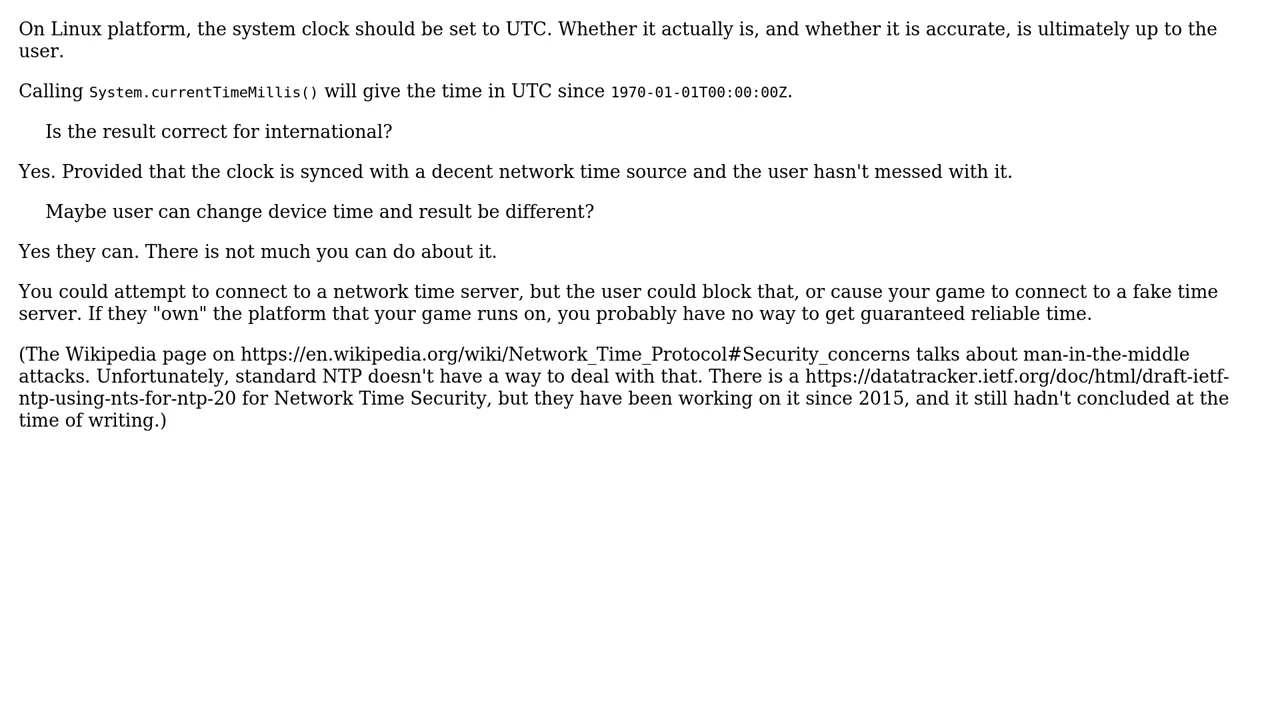 On Linux platform, the system clock should be set to UTC. Whether it actually is, and whether it is accurate, is ultimately up to the
user.
Calling System.currentTimeMillis() will give the time in UTC since 1970-01-01T00:00:00Z.
Is the result correct for international?
Yes. Provided that the clock is synced with a decent network time source and the user hasn't messed with it.
Maybe user can change device time and result be different?
Yes they can. There is not much you can do about it.
You could attempt to connect to a network time server, but the user could block that, or cause your game to connect to a fake time
server. If they "own" the platform that your game runs on, you probably have no way to get guaranteed reliable time.
(The Wikipedia page on https://en.wikipedia.org/wiki/Network_Time_Protocol#Security_concerns talks about man-in-the-middle
attacks. Unfortunately, standard NTP doesn't have a way to deal with that. There is a https://datatracker.ietf.org/doc/html/draft-ietf-
ntp-using-nts-for-ntp-20 for Network Time Security, but they have been working on it since 2015, and it still hadn't concluded at the
time of writing.)